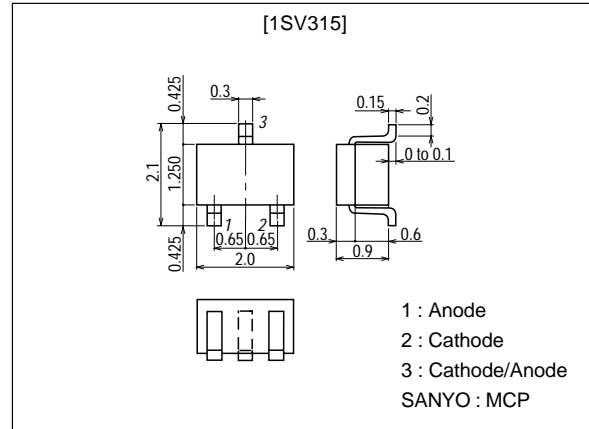 [1SV315]
0.425
0.3
3
2.1
1.250
1
2
0.425
0.65 0.65
2.0
0.15
0.2
0 to 0.1
0.3
0.6
0.9
1 : Anode
2 : Cathode
3 : Cathode/Anode
SANYO : MCP